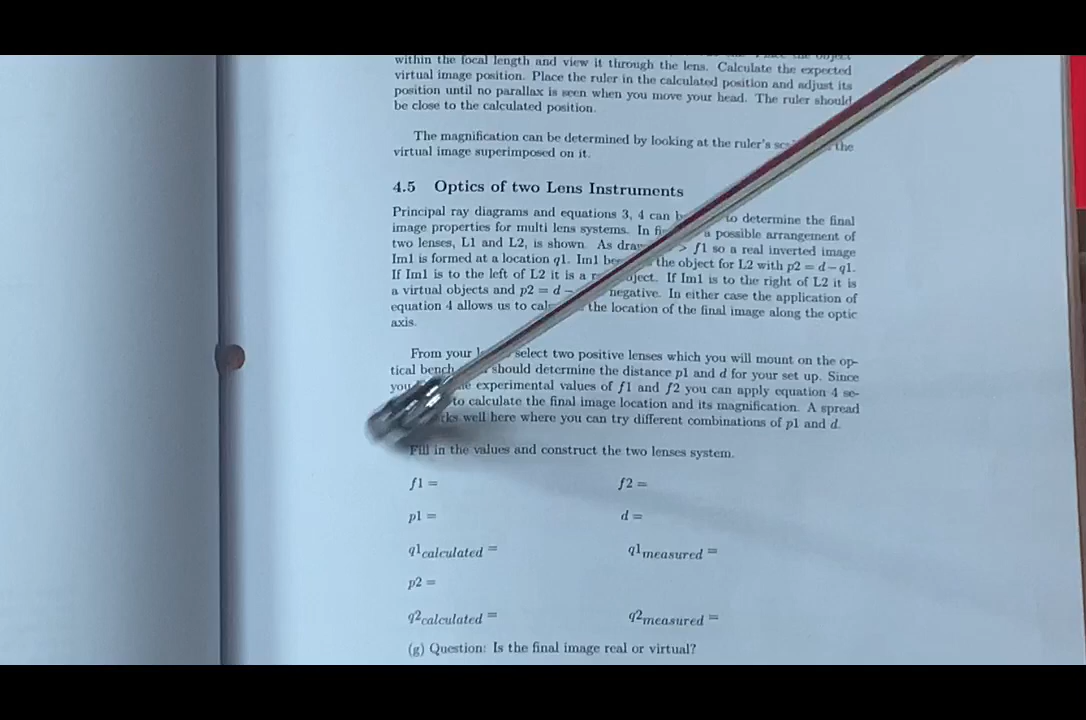 within the focal length and view it through the lens. Calculate the expected
virtual image position. Place the ruler in the calculated position and adjust its
position until no parallax is seen when you move your head. The ruler should
be close to the calculated position.
The magnification can be determined by looking at the ruler's the
virtual image superimposed on it.
4.5 Optics of two Lens Instruments
Principal ray diagrams and equations 3, 4 can to determine the final
image properties for multi lens systems. In a possible arrangement of
two lenses, L1 and L2, is shown. As > f1 so a real inverted image
Im1 is formed at a location q1. Im1 the object for L2 with p2 = d − q1.
If Im1 is to the left of L2 it is a If Im1 is to the right of L2 it is
a virtual objects and p2 = d − negative. In either case the application of
equation 4 allows us to the location of the final image along the optic
axis.
From your select two positive lenses which you will mount on the op-
tical bench. should determine the distance p1 and d for your set up. Since
experimental values of f1 and f2 you can apply equation 4 se-
to calculate the final image location and its magnification. A spread
well here where you can try different combinations of p1 and d.
Fill in the values and construct the two lenses system.
f1 = f2 =
p1 = d =
q1calculated = q1measured =
p2 =
q2calculated = q2measured =
(g) Question: Is the final image real or virtual?